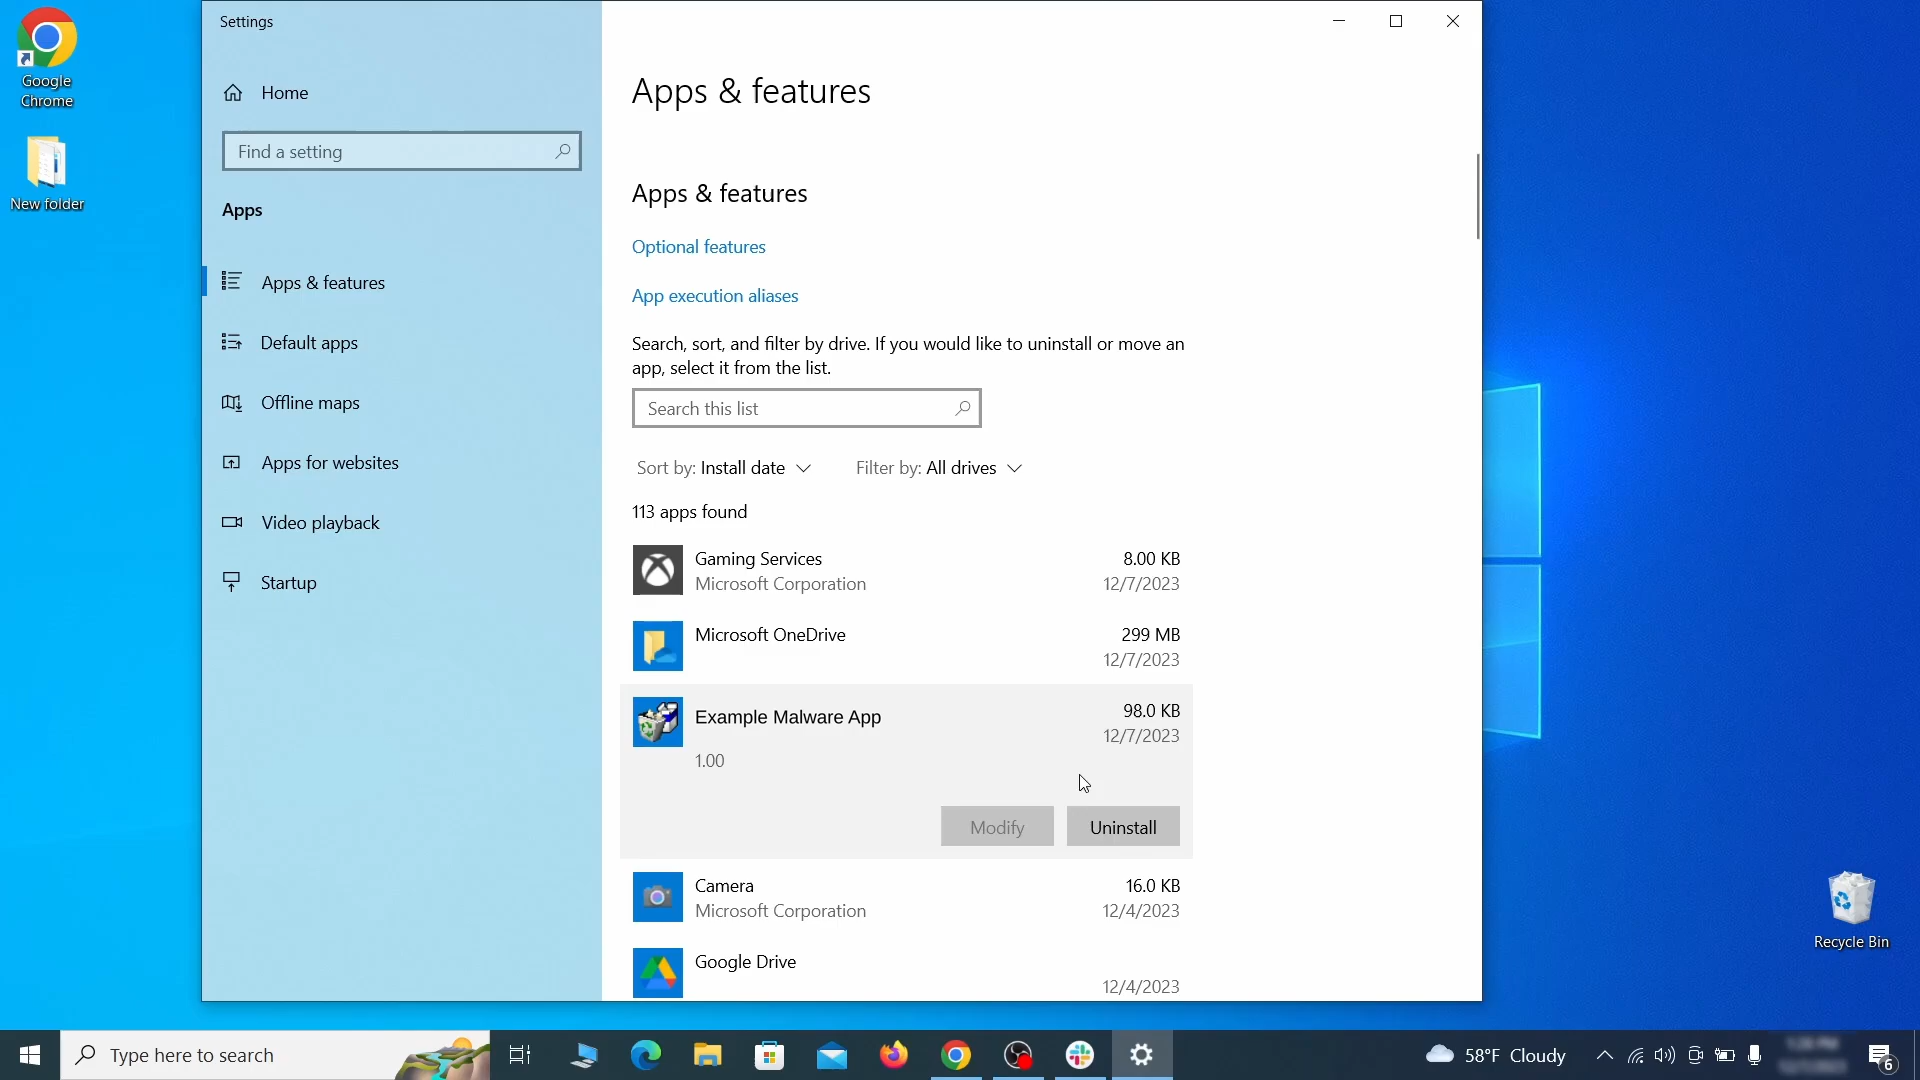 Settings
Google
Chrome
New folder
Home
Find a setting
Apps
Apps & features
Default apps
Offline maps
Apps for websites
Video playback
Startup
Apps & features
Apps & features
Optional features
App execution aliases
Search, sort, and filter by drive. If you would like to uninstall or move an
app, select it from the list.
Search this list
Sort by: Install date Filter by: All drives
113 apps found
Gaming Services 8.00 KB
Microsoft Corporation 12/7/2023
Microsoft OneDrive 299 MB
12/7/2023
Example Malware App 98.0 KB
12/7/2023
1.00
Modify Uninstall
Camera 16.0 KB
Microsoft Corporation 12/4/2023
Google Drive
12/4/2023
Recycle Bin
Type here to search
58°F Cloudy
6